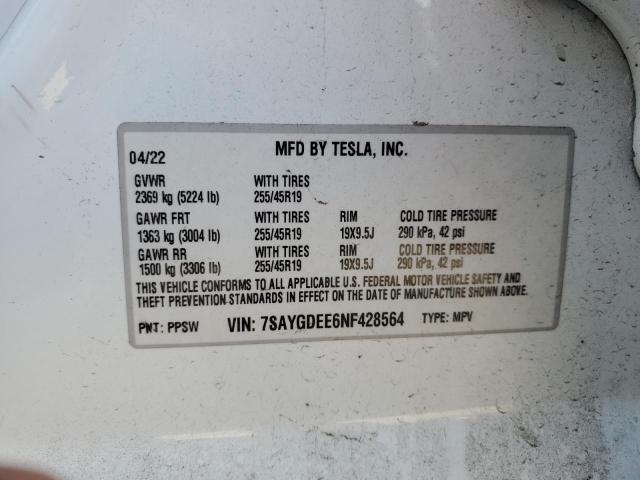 MFD BY TESLA, INC.
04/22
GVWR WITH TIRES
2369 kg (5224 lb) 255/45R19
GAWR FRT WITH TIRES RIM COLD TIRE PRESSURE
1363 kg (3004 lb) 255/45R19 19X9.5J 290 kPa, 42 psi
GAWR RR WITH TIRES RIM COLD TIRE PRESSURE
1500 kg (3306 lb) 255/45R19 19X9.5J 290 kPa, 42 psi
THIS VEHICLE CONFORMS TO ALL APPLICABLE U.S. FEDERAL MOTOR VEHICLE SAFETY AND
THEFT PREVENTION STANDARDS IN EFFECT ON THE DATE OF MANUFACTURE SHOWN ABOVE.
PNT: PPSW VIN: 7SAYGDEE6NF428564 TYPE: MPV